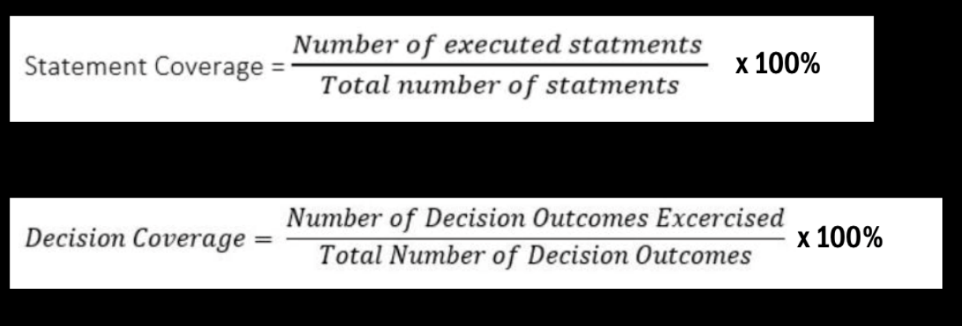 Statement Coverage = Number of executed statments x 100%
Total number of statments
Decision Coverage = Number of Decision Outcomes Excercised x 100%
Total Number of Decision Outcomes